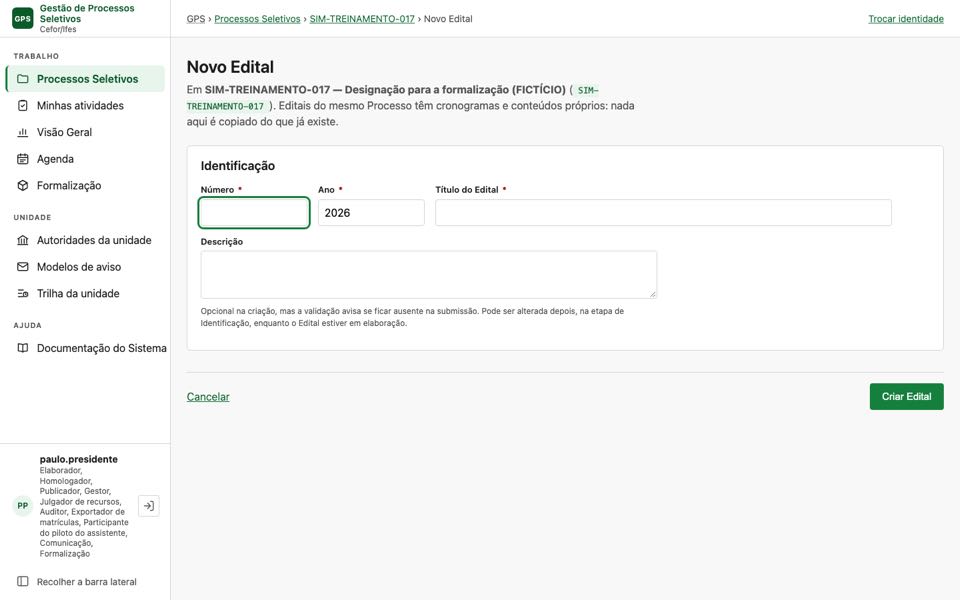 GPS
Gestão de Processos
Seletivos
Cefor/Ifes
GPS › Processos Seletivos › SIM-TREINAMENTO-017 › Novo Edital
Trocar identidade
TRABALHO
Processos Seletivos
Minhas atividades
Visão Geral
Agenda
Formalização
UNIDADE
Autoridades da unidade
Modelos de aviso
Trilha da unidade
AJUDA
Documentação do Sistema
Novo Edital
Em SIM-TREINAMENTO-017 — Designação para a formalização (FICTÍCIO) ( SIM-
TREINAMENTO-017 ). Editais do mesmo Processo têm cronogramas e conteúdos próprios: nada
aqui é copiado do que já existe.
Identificação
Número *
Ano *
Título do Edital *
2026
Descrição
Opcional na criação, mas a validação avisa se ficar ausente na submissão. Pode ser alterada depois, na etapa de
Identificação, enquanto o Edital estiver em elaboração.
Cancelar
Criar Edital
PP
paulo.presidente
Elaborador,
Homologador,
Publicador, Gestor,
Julgador de recursos,
Auditor, Exportador de
matrículas, Participante
do piloto do assistente,
Comunicação,
Formalização
Recolher a barra lateral